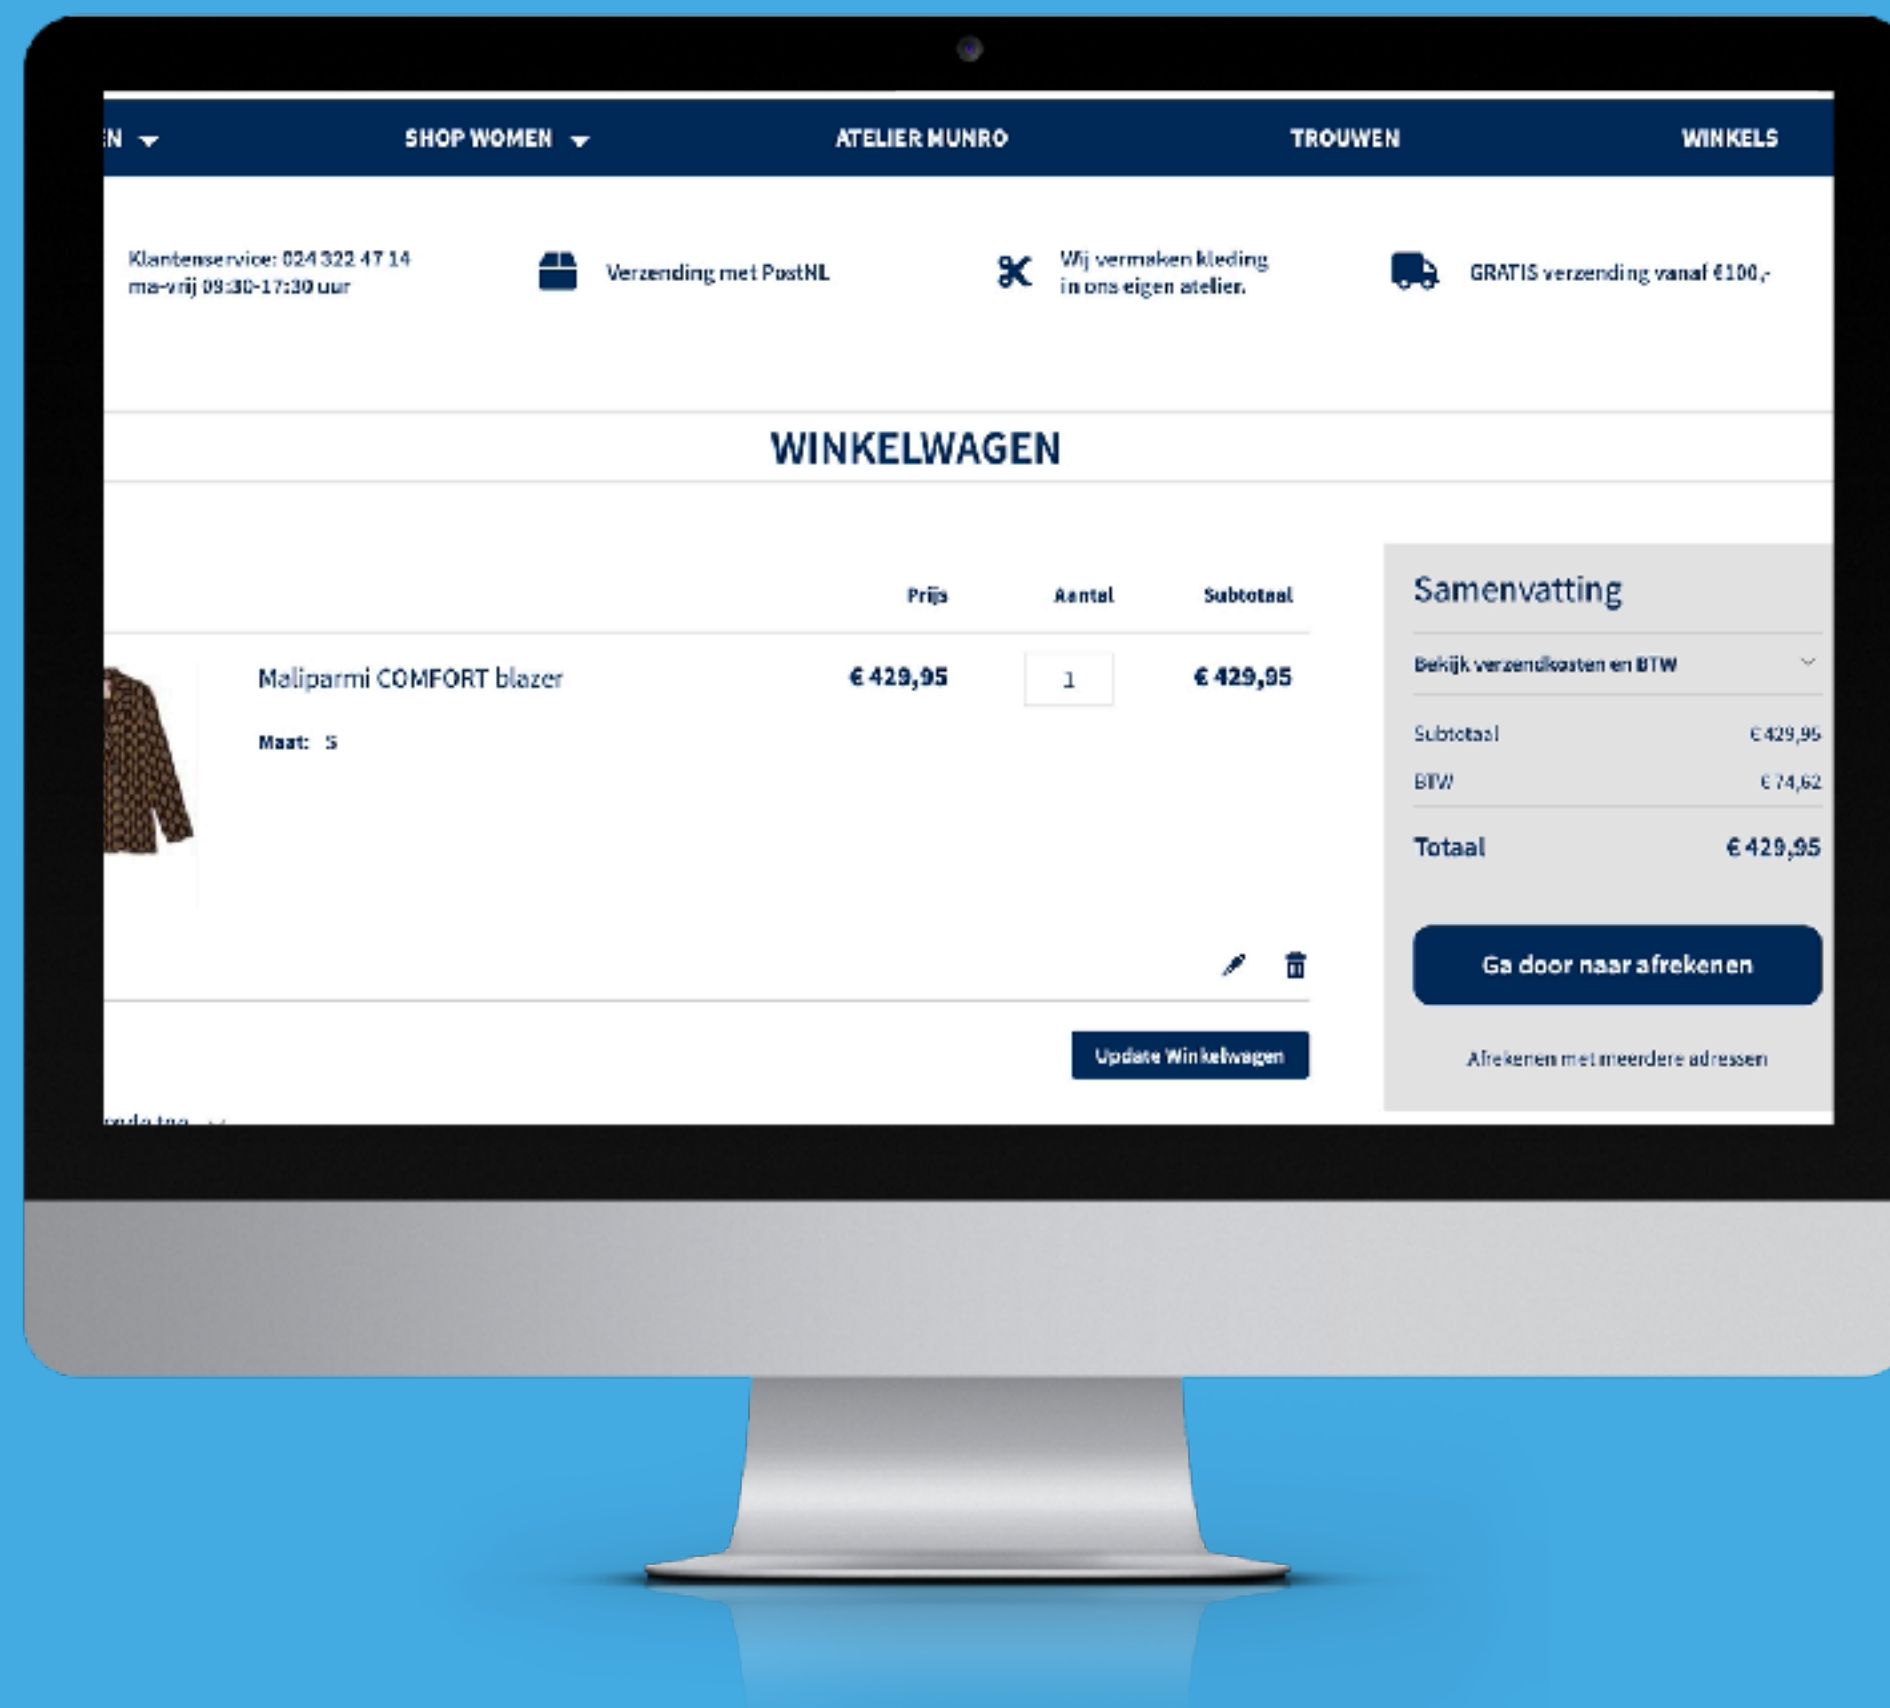 EN
SHOP WOMEN
ATELIER MUNRO
TROUWEN
WINKELS
Klantenservice: 024 322 47 14
ma-vrij 09:30-17:30 uur
Verzending met PostNL
Wij vermaken kleding
in ons eigen atelier.
GRATIS verzending vanaf €100,-
WINKELWAGEN
Prijs Aantal Subtotaal
Maliparmi COMFORT blazer € 429,95 1 € 429,95
Maat: S
Update Winkelwagen
Samenvatting
Bekijk verzendkosten en BTW
Subtotaal € 429,95
BTW € 74,62
Totaal € 429,95
Ga door naar afrekenen
Afrekenen met meerdere adressen